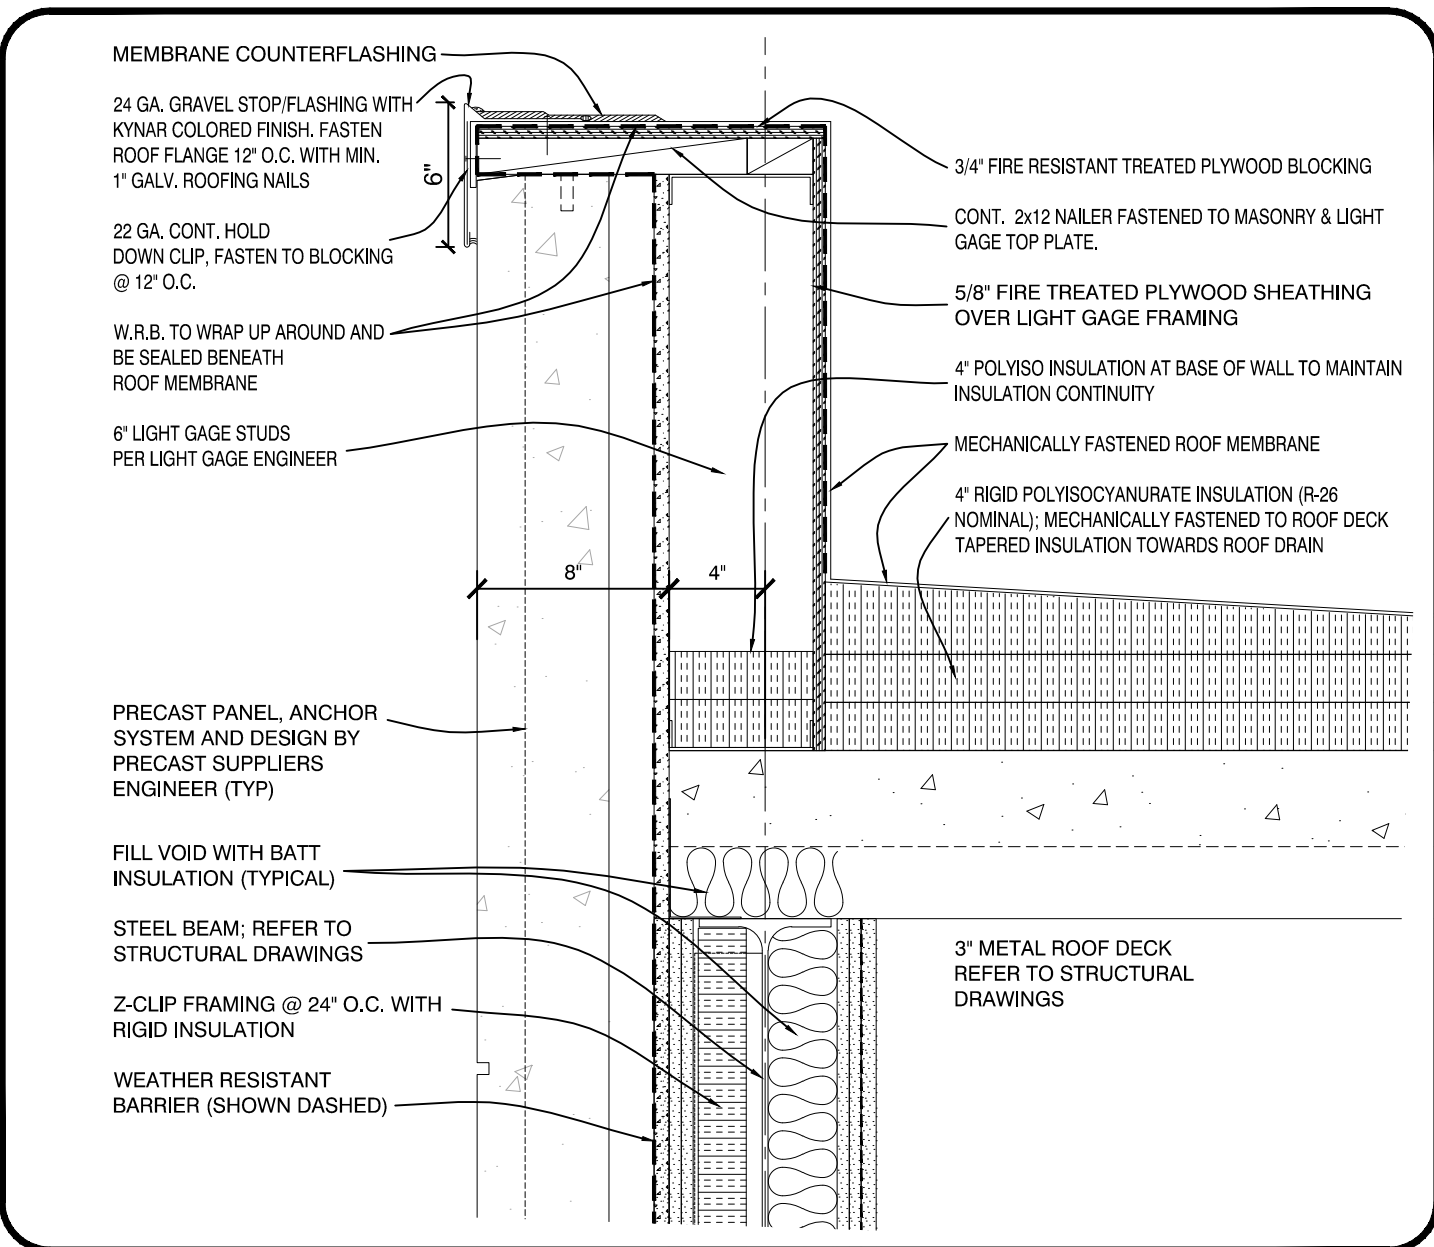 MEMBRANE COUNTERFLASHING
24 GA. GRAVEL STOP/FLASHING WITH
KYNAR COLORED FINISH. FASTEN
ROOF FLANGE 12" O.C. WITH MIN.
1" GALV. ROOFING NAILS
6"
22 GA. CONT. HOLD
DOWN CLIP, FASTEN TO BLOCKING
@ 12" O.C.
W.R.B. TO WRAP UP AROUND AND
BE SEALED BENEATH
ROOF MEMBRANE
6" LIGHT GAGE STUDS
PER LIGHT GAGE ENGINEER
8"
4"
PRECAST PANEL, ANCHOR
SYSTEM AND DESIGN BY
PRECAST SUPPLIERS
ENGINEER (TYP)
FILL VOID WITH BATT
INSULATION (TYPICAL)
STEEL BEAM; REFER TO
STRUCTURAL DRAWINGS
Z-CLIP FRAMING @ 24" O.C. WITH
RIGID INSULATION
WEATHER RESISTANT
BARRIER (SHOWN DASHED)
3/4" FIRE RESISTANT TREATED PLYWOOD BLOCKING
CONT. 2x12 NAILER FASTENED TO MASONRY & LIGHT
GAGE TOP PLATE.
5/8" FIRE TREATED PLYWOOD SHEATHING
OVER LIGHT GAGE FRAMING
4" POLYISO INSULATION AT BASE OF WALL TO MAINTAIN
INSULATION CONTINUITY
MECHANICALLY FASTENED ROOF MEMBRANE
4" RIGID POLYISOCYANURATE INSULATION (R-26
NOMINAL); MECHANICALLY FASTENED TO ROOF DECK
TAPERED INSULATION TOWARDS ROOF DRAIN
3" METAL ROOF DECK
REFER TO STRUCTURAL
DRAWINGS